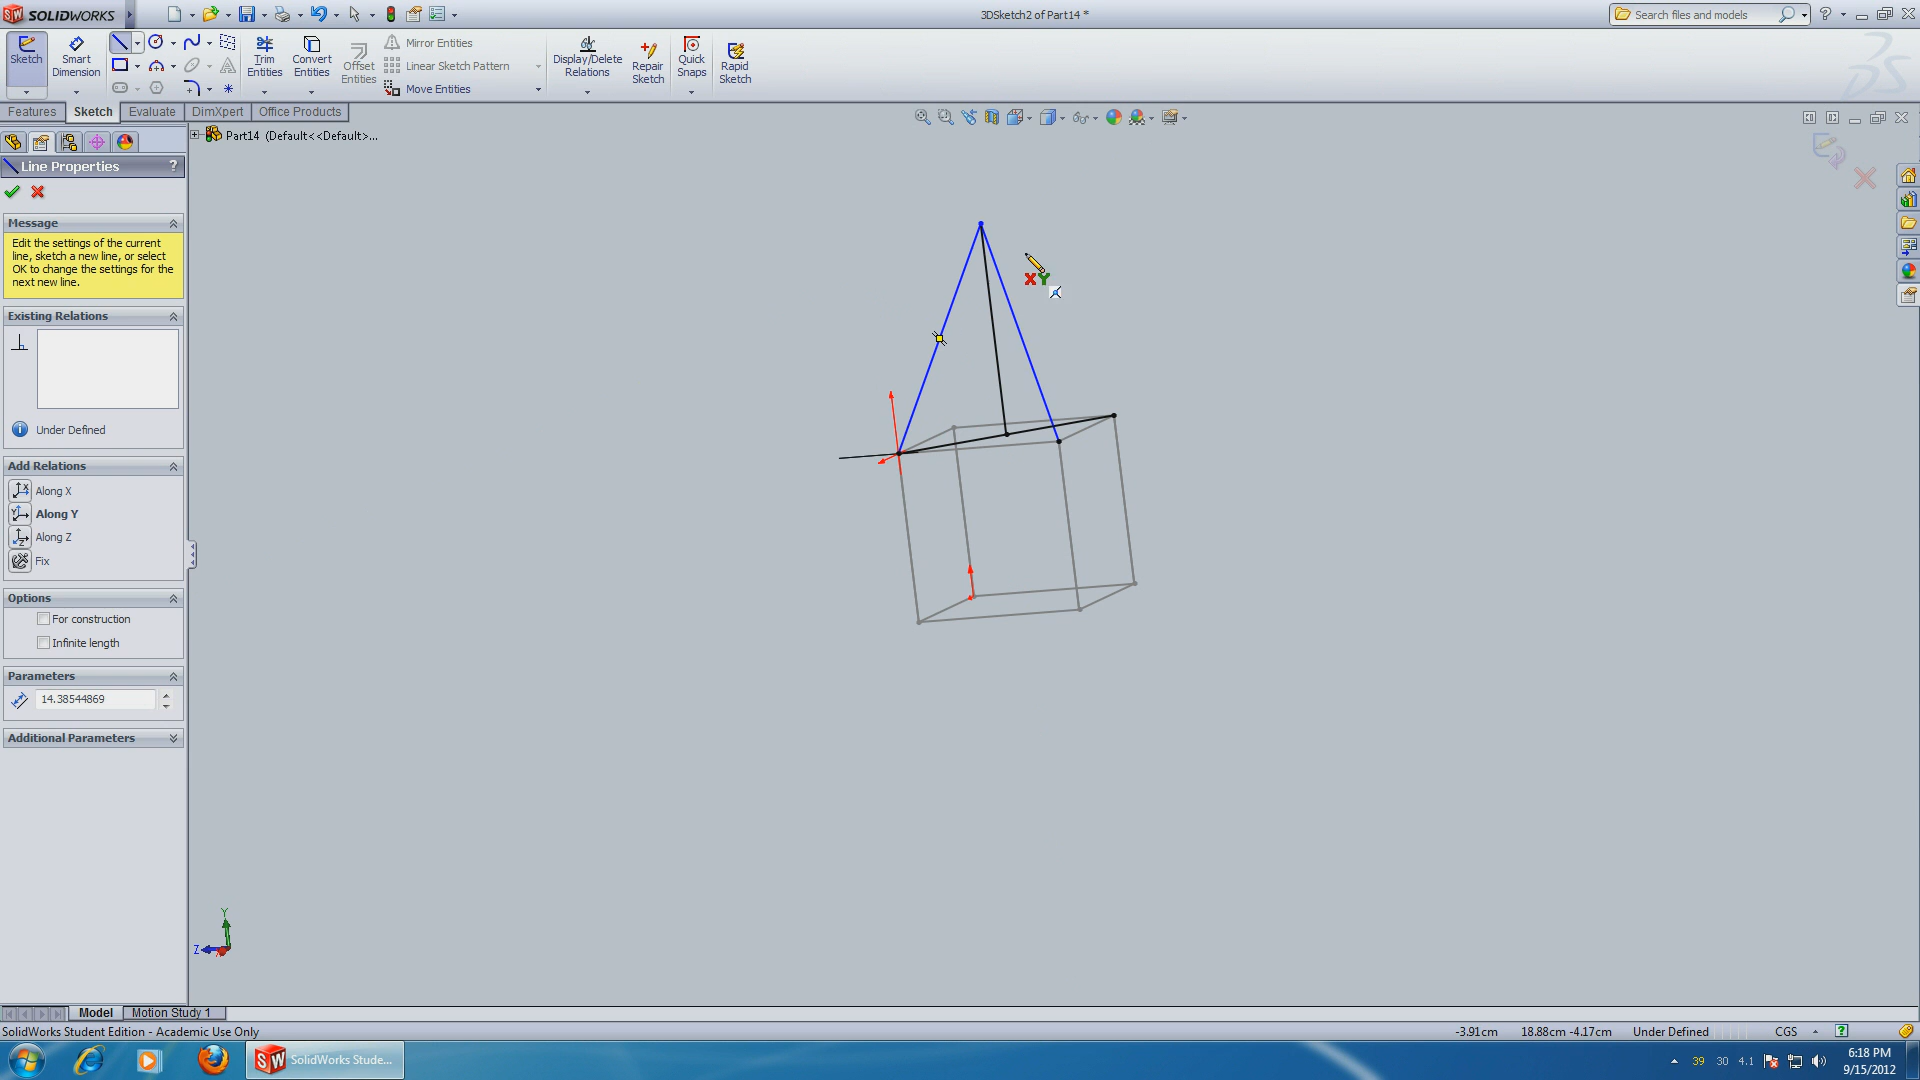 SOLIDWORKS
3DSketch2 of Part14 *
Search files and models
?
Sketch
Smart Dimension
Trim Entities
Convert Entities
Offset Entities
Mirror Entities
Linear Sketch Pattern
Move Entities
Display/Delete Relations
Repair Sketch
Quick Snaps
Rapid Sketch
Features
Sketch
Evaluate
DimXpert
Office Products
Part14 (Default<<Default>...
Line Properties
?
Message
Edit the settings of the current
line, sketch a new line, or select
OK to change the settings for the
next new line.
Existing Relations
Under Defined
Add Relations
Along X
Along Y
Along Z
Fix
Options
For construction
Infinite length
Parameters
14.38544869
Additional Parameters
X Y
Y
Z
Model
Motion Study 1
SolidWorks Student Edition - Academic Use Only
-3.91cm
18.88cm -4.17cm
Under Defined
CGS
?
SolidWorks Stude...
39
30
4.1
6:18 PM
9/15/2012